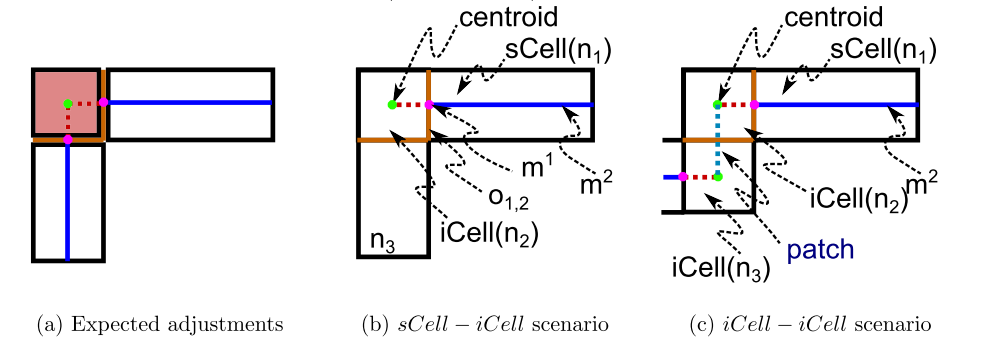 centroid
sCell(n₁)
m¹
m²
o₁,₂
iCell(n₂)
n₃
centroid
sCell(n₁)
m²
iCell(n₂)
patch
iCell(n₃)
(a) Expected adjustments
(b) sCell − iCell scenario
(c) iCell − iCell scenario